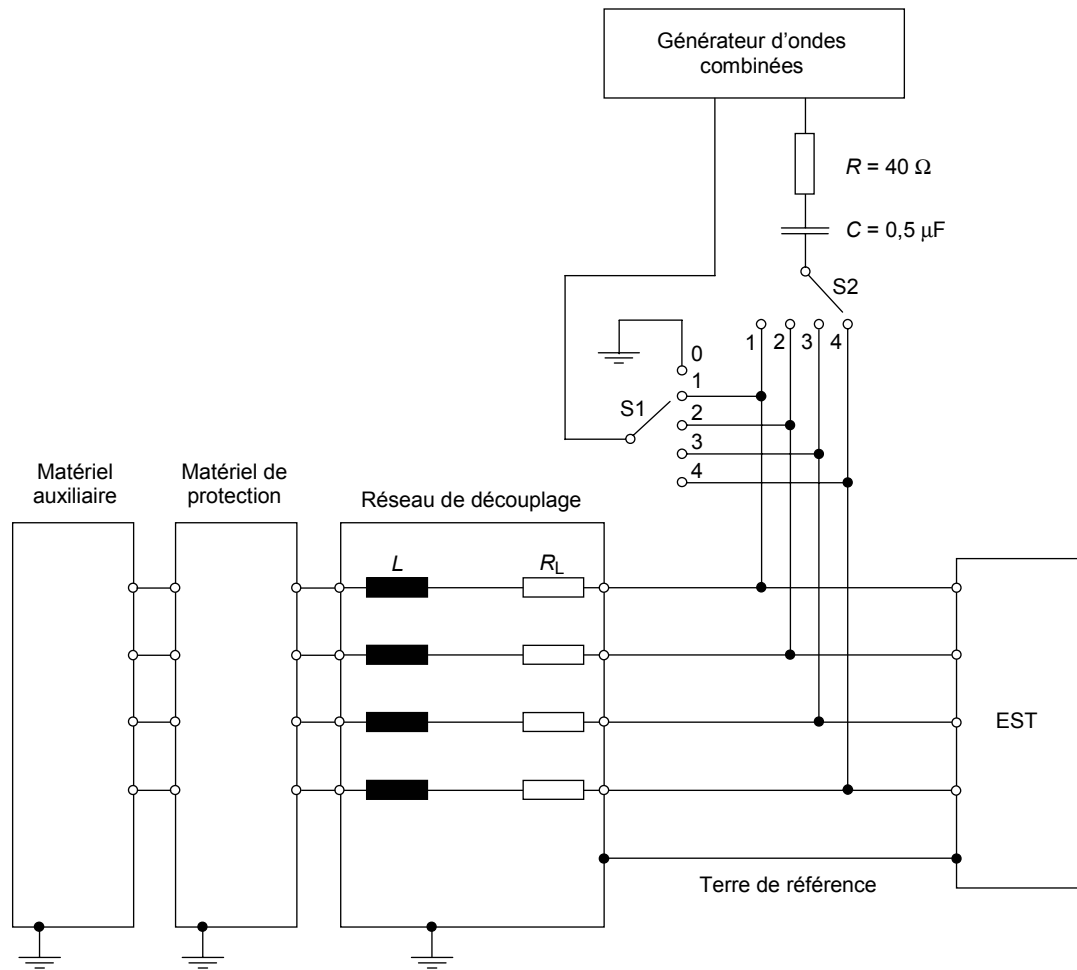 Générateur d'ondes
combinées
R = 40 Ω
C = 0,5 μF
S2
1 2 3 4
0
1
S1
2
3
4
Matériel
auxiliaire
Matériel de
protection
Réseau de découplage
L
RL
EST
Terre de référence